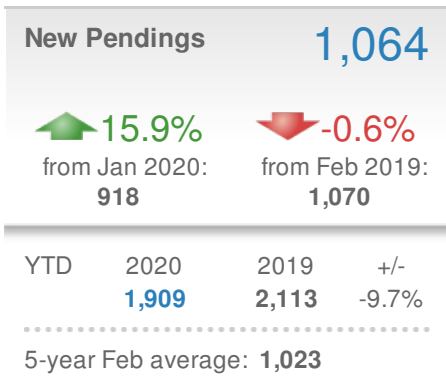 New Pendings 1,064
15.9% -0.6%
from Jan 2020: from Feb 2019:
918 1,070
YTD 2020 2019 +/-
1,909 2,113 -9.7%
5-year Feb average: 1,023